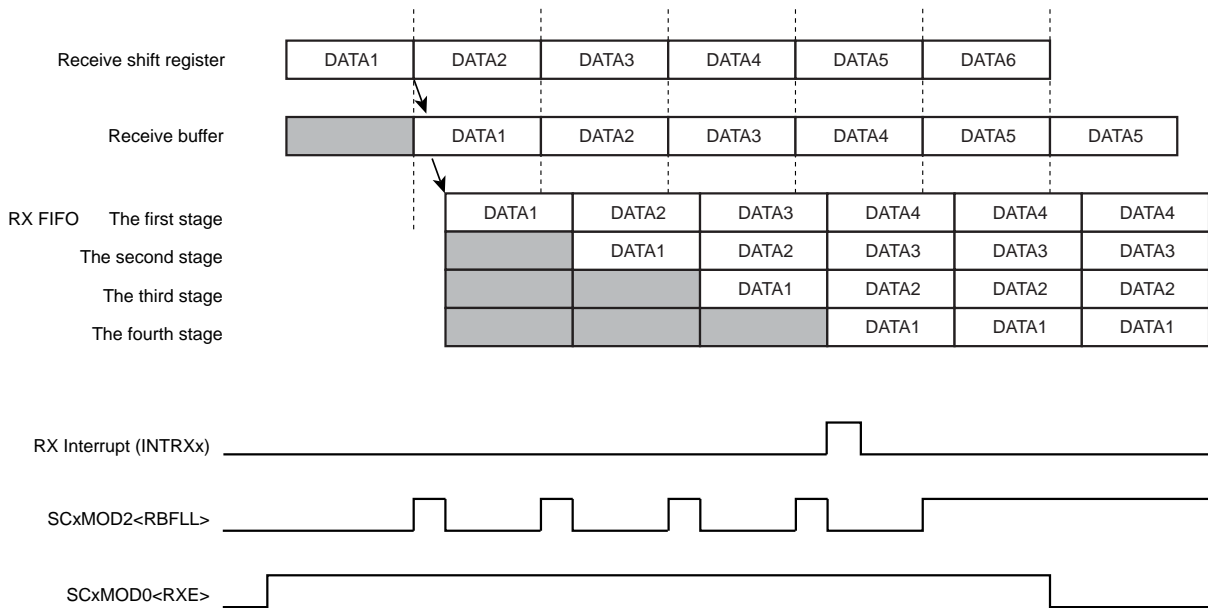 Receive shift register DATA1 DATA2 DATA3 DATA4 DATA5 DATA6
Receive buffer DATA1 DATA2 DATA3 DATA4 DATA5 DATA5
RX FIFO The first stage DATA1 DATA2 DATA3 DATA4 DATA4 DATA4
The second stage DATA1 DATA2 DATA3 DATA3 DATA3
The third stage DATA1 DATA2 DATA2 DATA2
The fourth stage DATA1 DATA1 DATA1
RX Interrupt (INTRXx)
SCxMOD2<RBFLL>
SCxMOD0<RXE>